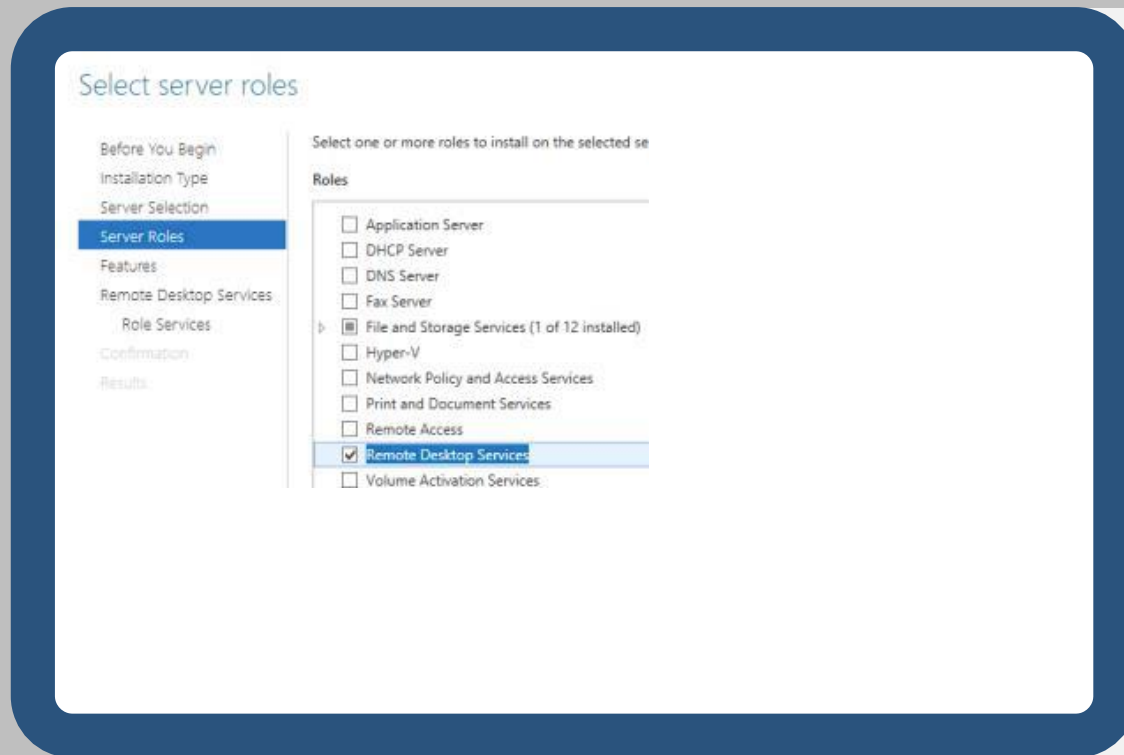 Select server roles
Before You Begin
Installation Type
Server Selection
Server Roles
Features
Remote Desktop Services
Role Services
Confirmation
Results
Select one or more roles to install on the selected se
Roles
Application Server
DHCP Server
DNS Server
Fax Server
File and Storage Services (1 of 12 installed)
Hyper-V
Network Policy and Access Services
Print and Document Services
Remote Access
Remote Desktop Services
Volume Activation Services